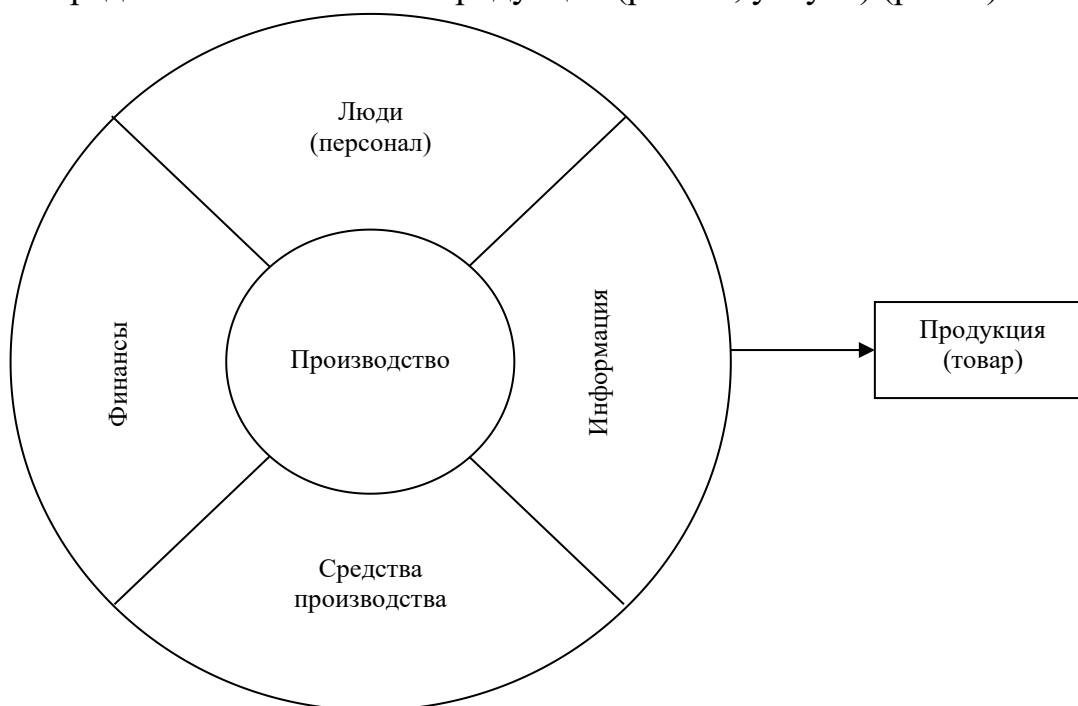 Люди
(персонал)
Финансы
Производство
Информация
Продукция
(товар)
Средства
производства